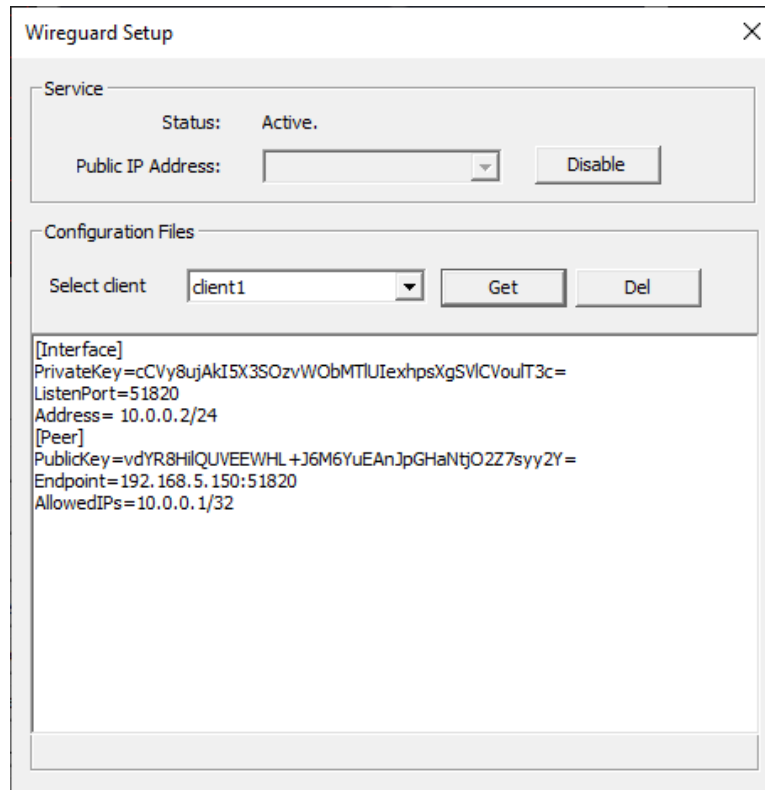 Wireguard Setup
Service
Status: Active.
Public IP Address:
Disable
Configuration Files
Select client client1 Get Del
[Interface]
PrivateKey=cCVy8ujAkI5X3SOzvWObMTlUIexhpsXgSVlCVoulT3c=
ListenPort=51820
Address= 10.0.0.2/24
[Peer]
PublicKey=vdYR8HilQUVEEWHL+J6M6YuEAnJpGHaNtjO2Z7syy2Y=
Endpoint=192.168.5.150:51820
AllowedIPs=10.0.0.1/32